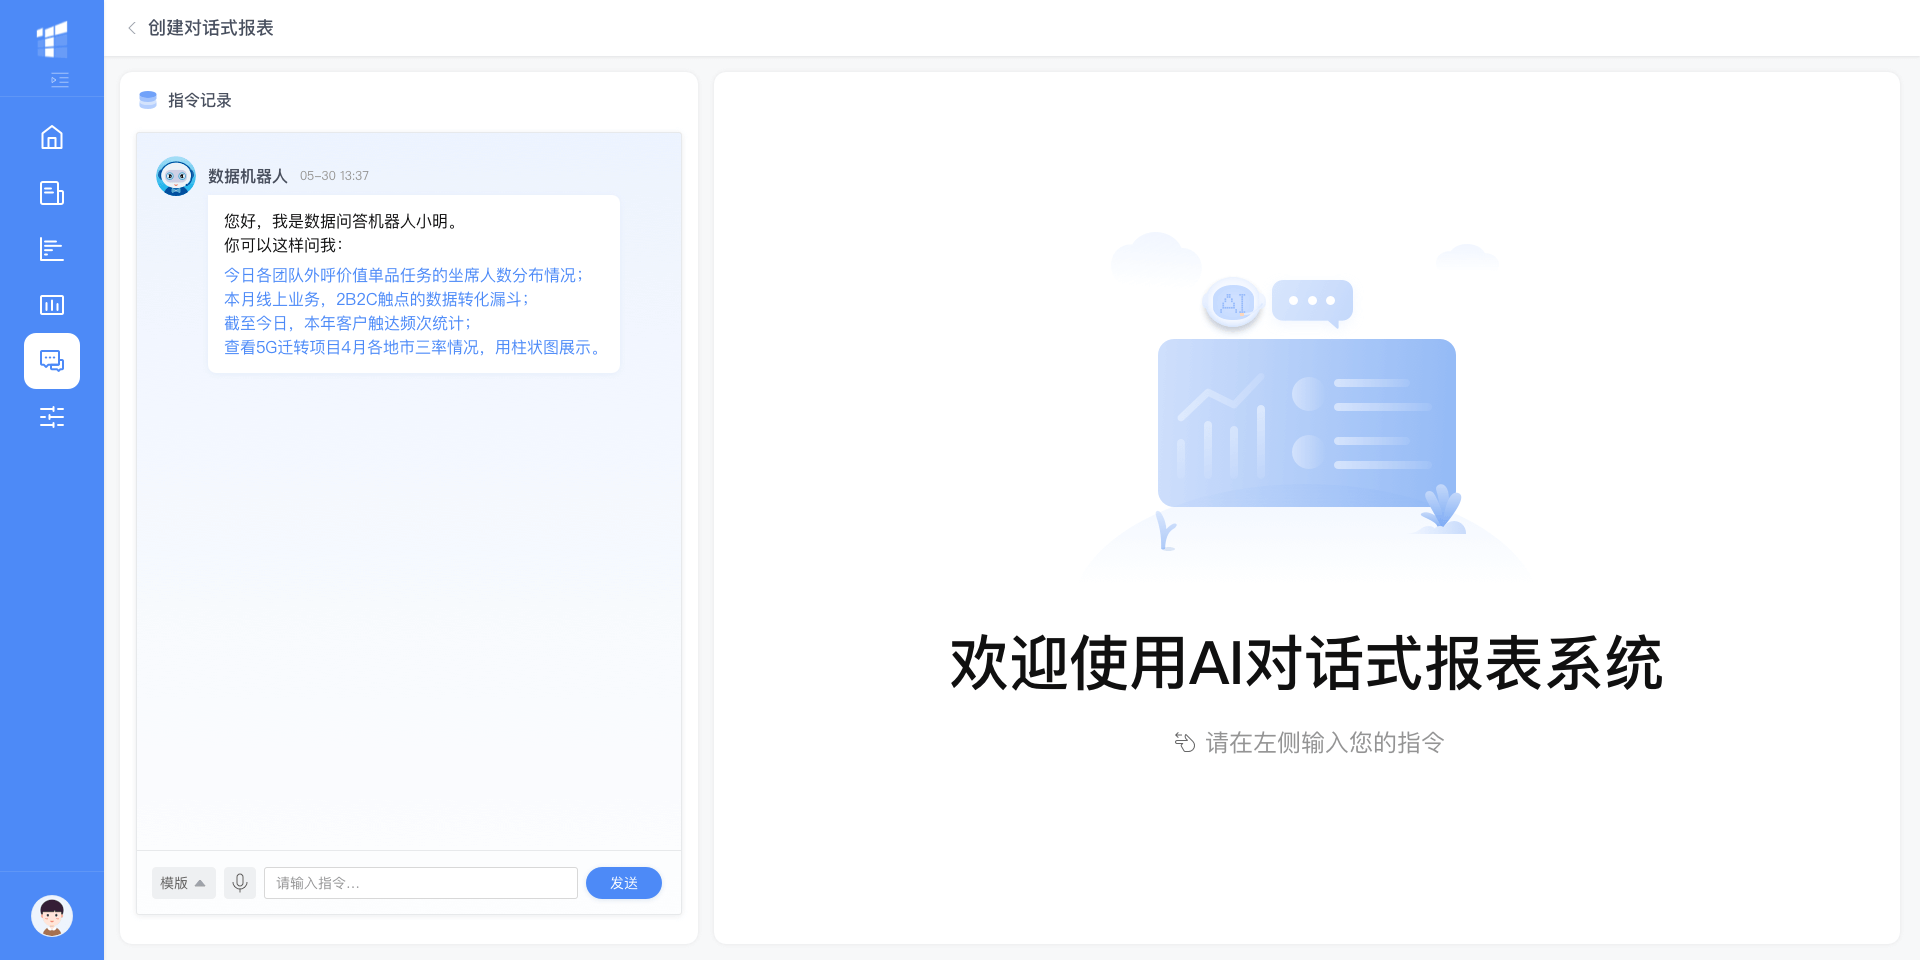 创建对话式报表
指令记录
数据机器人 05-30 13:37
您好，我是数据问答机器人小明。
你可以这样问我：
今日各团队外呼价值单品任务的坐席人数分布情况；
本月线上业务，2B2C触点的数据转化漏斗；
截至今日，本年客户触达频次统计；
查看5G迁转项目4月各地市三率情况，用柱状图展示。
模版
请输入指令...
发送
AI
欢迎使用AI对话式报表系统
请在左侧输入您的指令